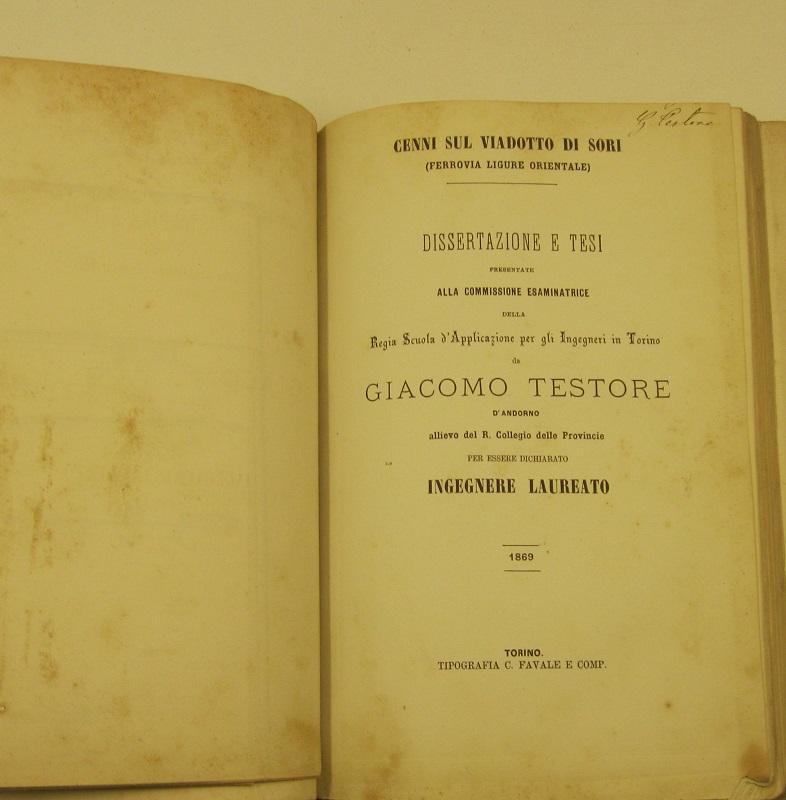 G. Testore
CENNI SUL VIADOTTO DI SORI
(FERROVIA LIGURE ORIENTALE)
DISSERTAZIONE E TESI
PRESENTATE
ALLA COMMISSIONE ESAMINATRICE
DELLA
Regia Scuola d'Applicazione per gli Ingegneri in Torino
da
GIACOMO TESTORE
D'ANDORNO
allievo del R. Collegio delle Provincie
PER ESSERE DICHIARATO
INGEGNERE LAUREATO
1869
TORINO.
TIPOGRAFIA C. FAVALE E COMP.